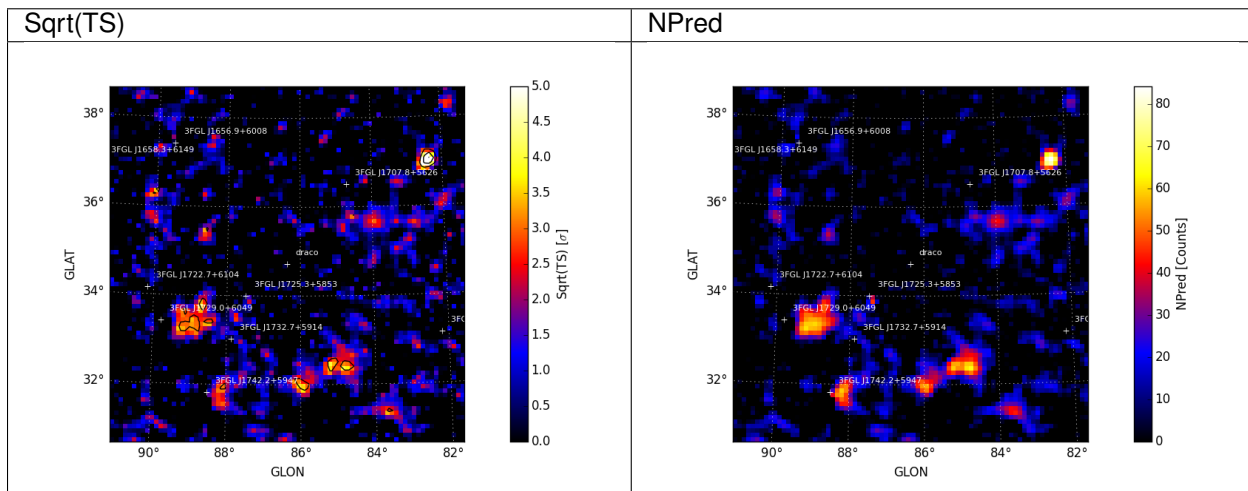 Sqrt(TS)
NPred
38°
36°
34°
32°
GLAT
90°
88°
86°
84°
82°
GLON
3FGL J1656.9+6008
3FGL J1658.3+6149
3FGL J1707.8+5626
draco
3FGL J1722.7+6104
3FGL J1725.3+5853
3FGL J1729.0+6049
3FGL J1732.7+5914
3FGL J1742.2+5947
5.0
4.5
4.0
3.5
3.0
2.5
2.0
1.5
1.0
0.5
0.0
Sqrt(TS) [σ]
38°
36°
34°
32°
GLAT
90°
88°
86°
84°
82°
GLON
3FGL J1656.9+6008
3FGL J1658.3+6149
3FGL J1707.8+5626
draco
3FGL J1722.7+6104
3FGL J1725.3+5853
3FGL J1729.0+6049
3FGL J1732.7+5914
3FGL J1742.2+5947
80
70
60
50
40
30
20
10
0
NPred [Counts]